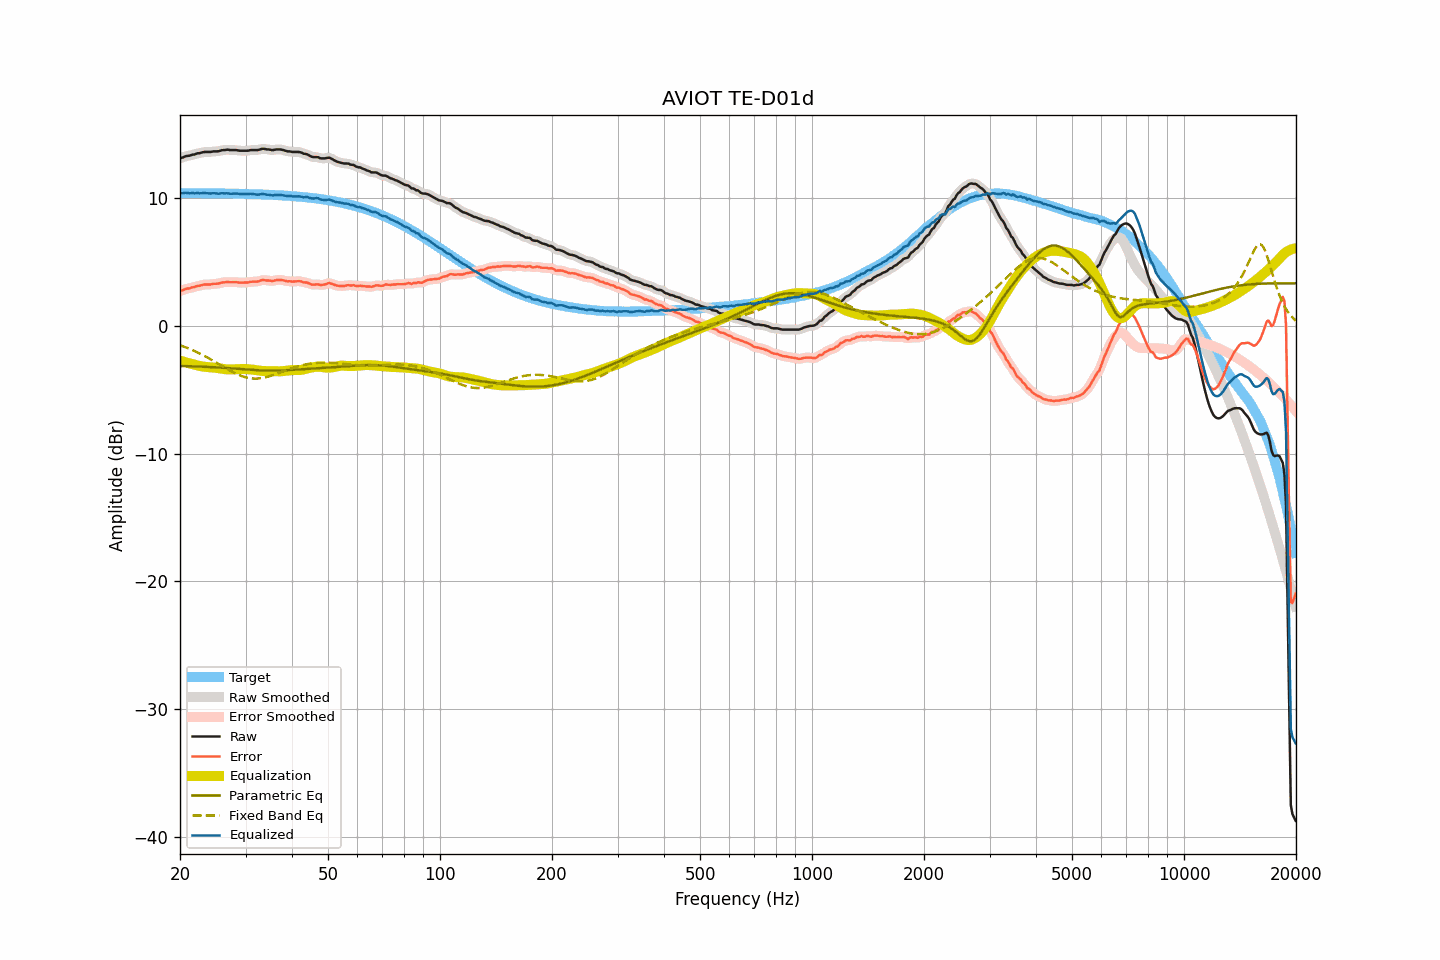 AVIOT TE-D01d
Amplitude (dBr)
10
0
−10
−20
−30
−40
Target
Raw Smoothed
Error Smoothed
Raw
Error
Equalization
Parametric Eq
Fixed Band Eq
Equalized
20 50 100 200 500 1000 2000 5000 10000 20000
Frequency (Hz)